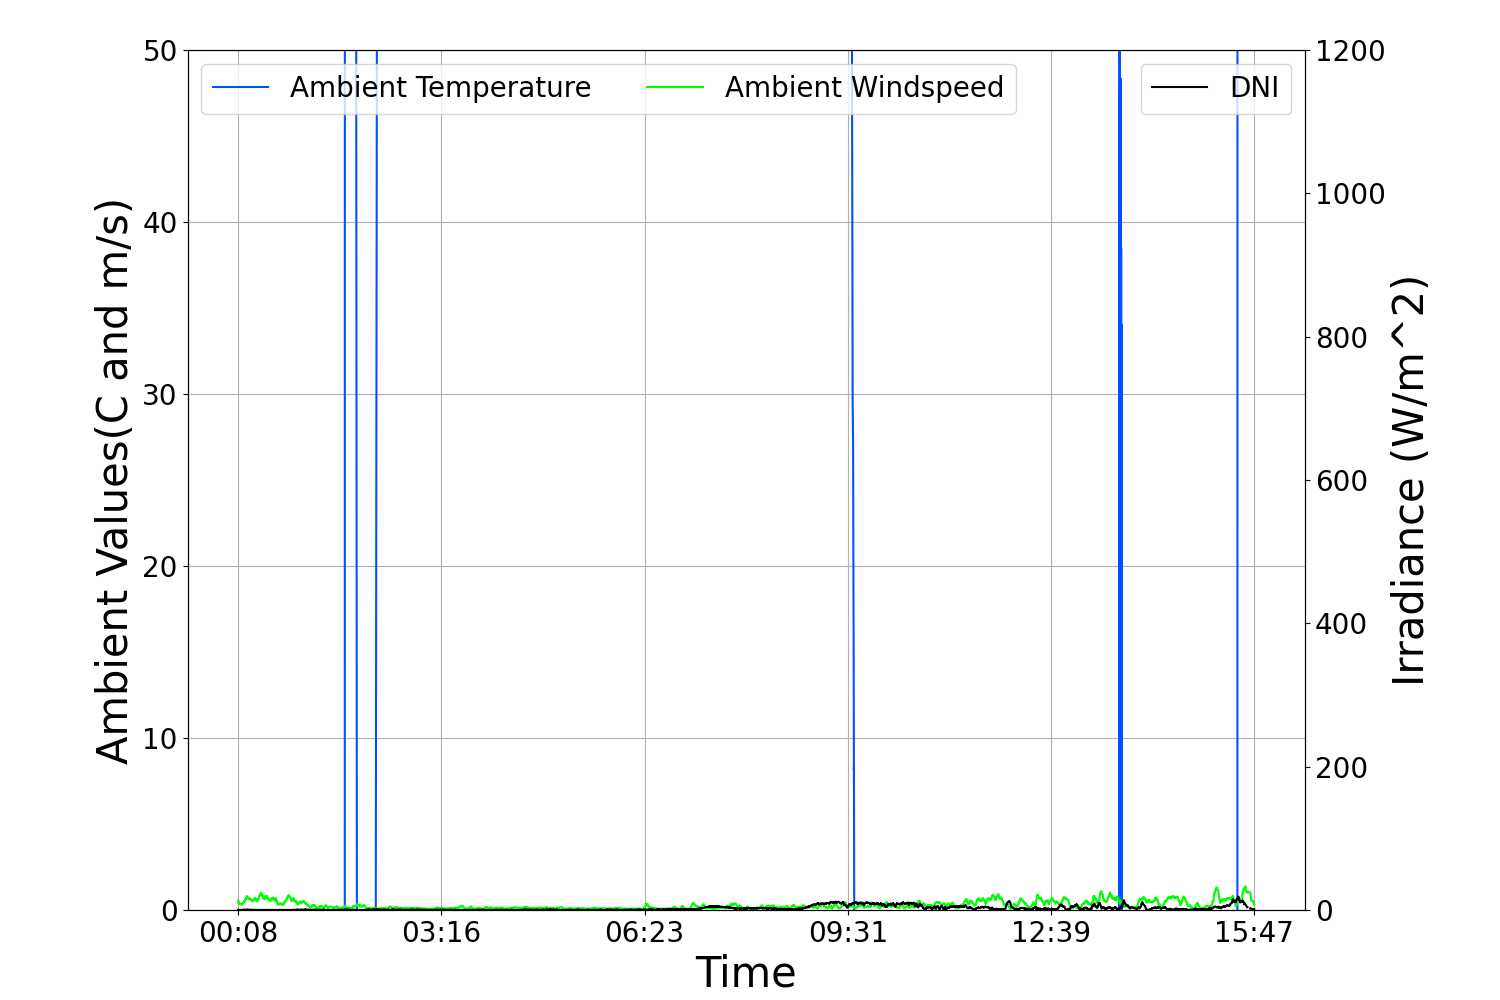 Ambient Temperature Ambient Windspeed DNI
50
40
30
20
10
0
Ambient Values(C and m/s)
1200
1000
800
600
400
200
0
Irradiance (W/m^2)
00:08 03:16 06:23 09:31 12:39 15:47
Time